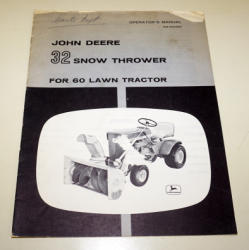 OPERATOR'S MANUAL
JOHN DEERE
32 SNOW THROWER
FOR 60 LAWN TRACTOR